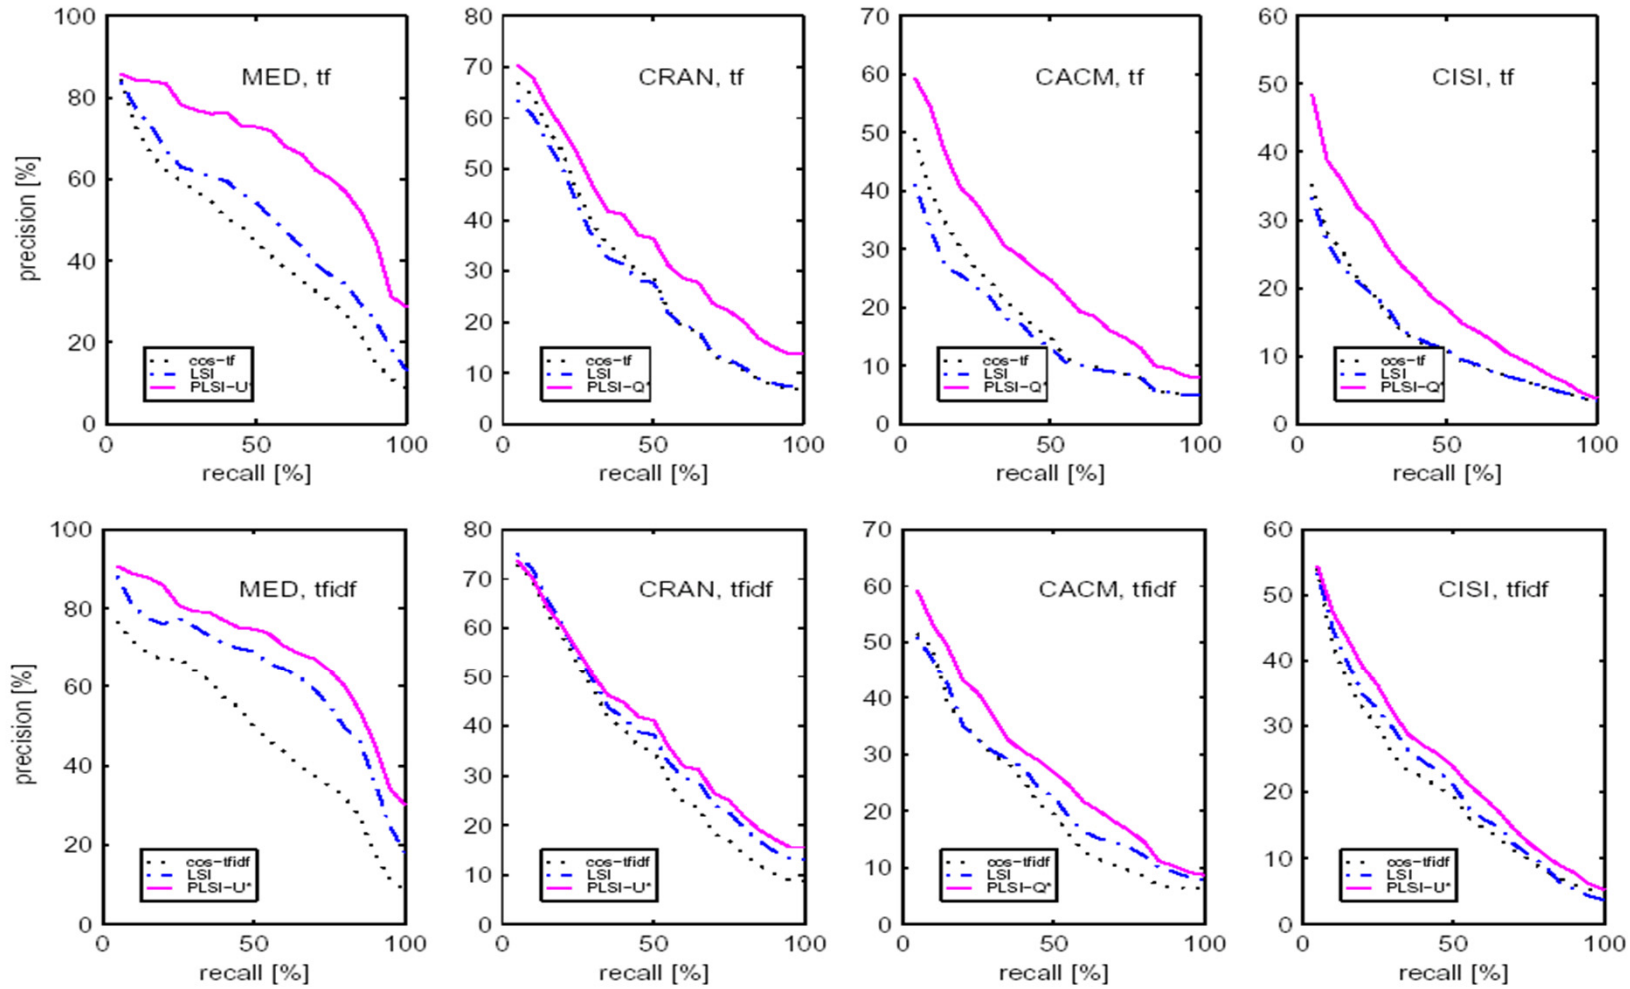 MED, tf
precision [%]
100
80
60
40
20
0
cos-tf
LSI
PLSI-U*
0 50 100
recall [%]
CRAN, tf
80
70
60
50
40
30
20
10
0
cos-tf
LSI
PLSI-Q*
0 50 100
recall [%]
CACM, tf
70
60
50
40
30
20
10
0
cos-tf
LSI
PLSI-Q*
0 50 100
recall [%]
CISI, tf
60
50
40
30
20
10
0
cos-tf
LSI
PLSI-Q*
0 50 100
recall [%]
MED, tfidf
precision [%]
100
80
60
40
20
0
cos-tfidf
LSI
PLSI-U*
0 50 100
recall [%]
CRAN, tfidf
80
70
60
50
40
30
20
10
0
cos-tfidf
LSI
PLSI-U*
0 50 100
recall [%]
CACM, tfidf
70
60
50
40
30
20
10
0
cos-tfidf
LSI
PLSI-Q*
0 50 100
recall [%]
CISI, tfidf
60
50
40
30
20
10
0
cos-tfidf
LSI
PLSI-U*
0 50 100
recall [%]